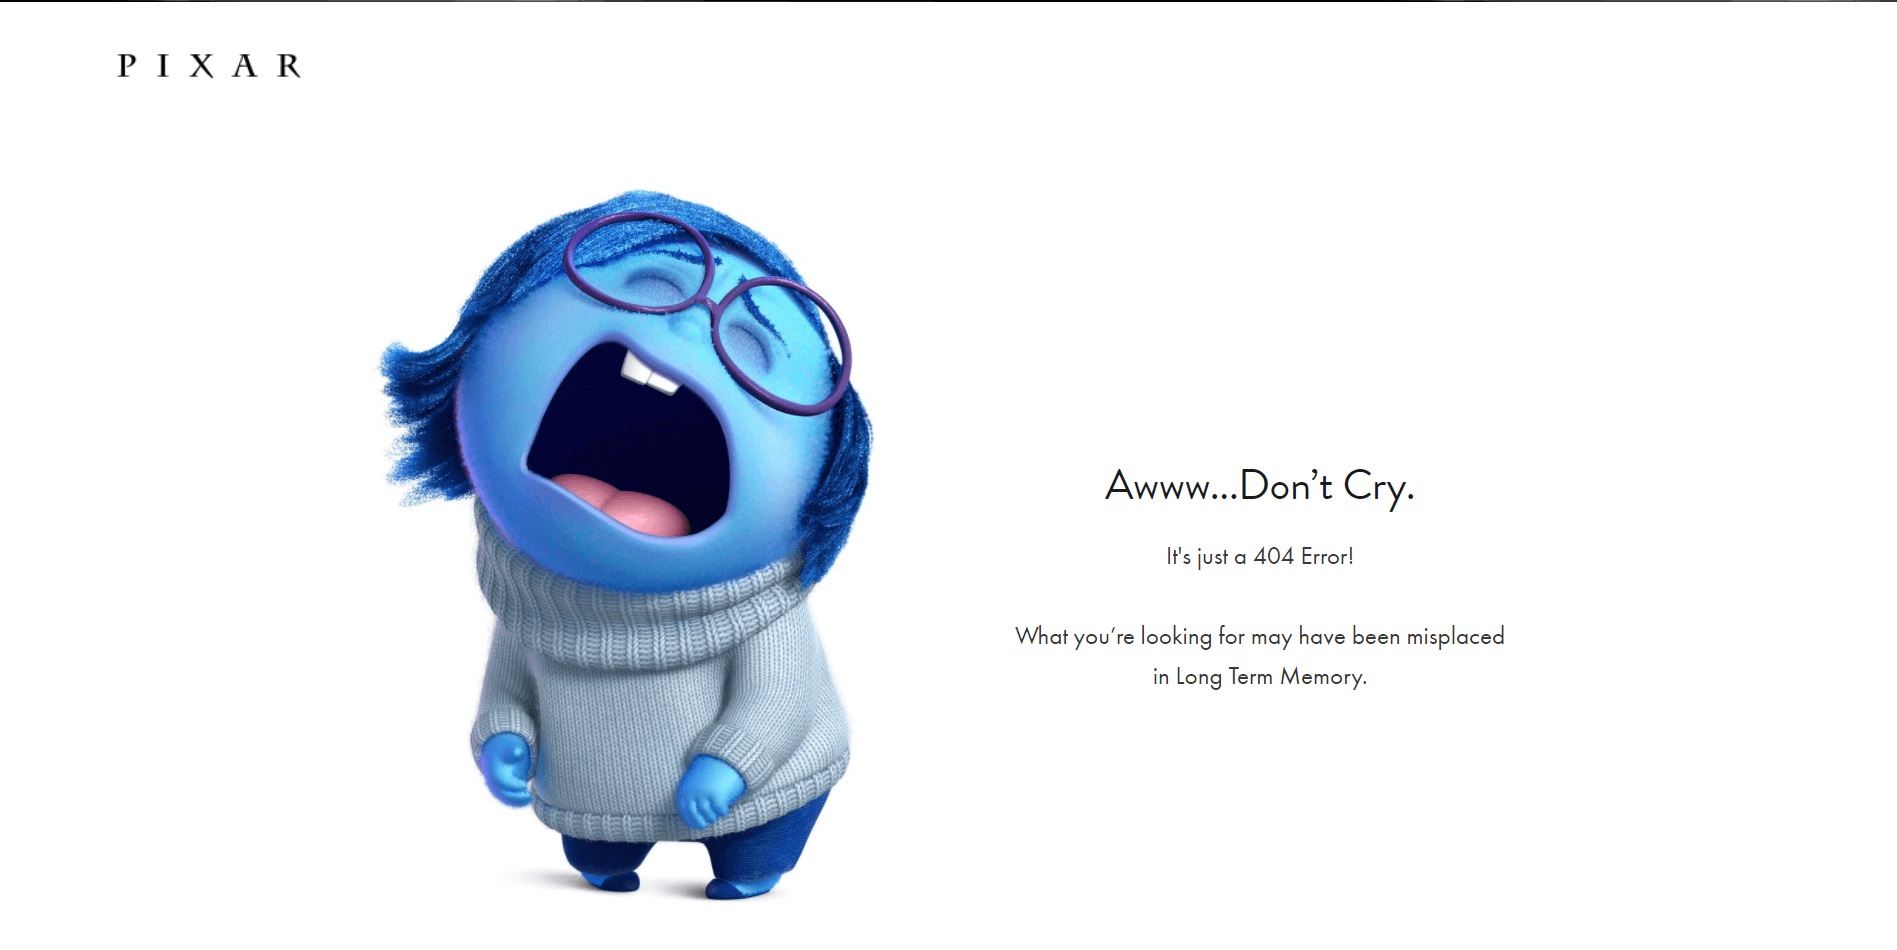 P I X A R
Awww...Don’t Cry.
It's just a 404 Error!
What you’re looking for may have been misplaced
in Long Term Memory.